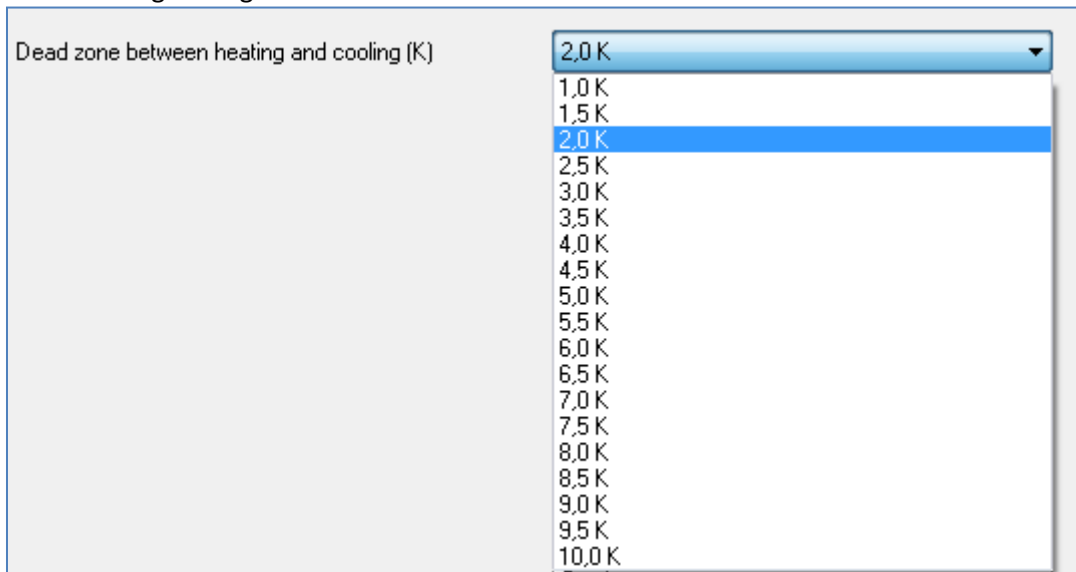 Dead zone between heating and cooling (K) 2,0 K
1,0 K
1,5 K
2,0 K
2,5 K
3,0 K
3,5 K
4,0 K
4,5 K
5,0 K
5,5 K
6,0 K
6,5 K
7,0 K
7,5 K
8,0 K
8,5 K
9,0 K
9,5 K
10,0 K